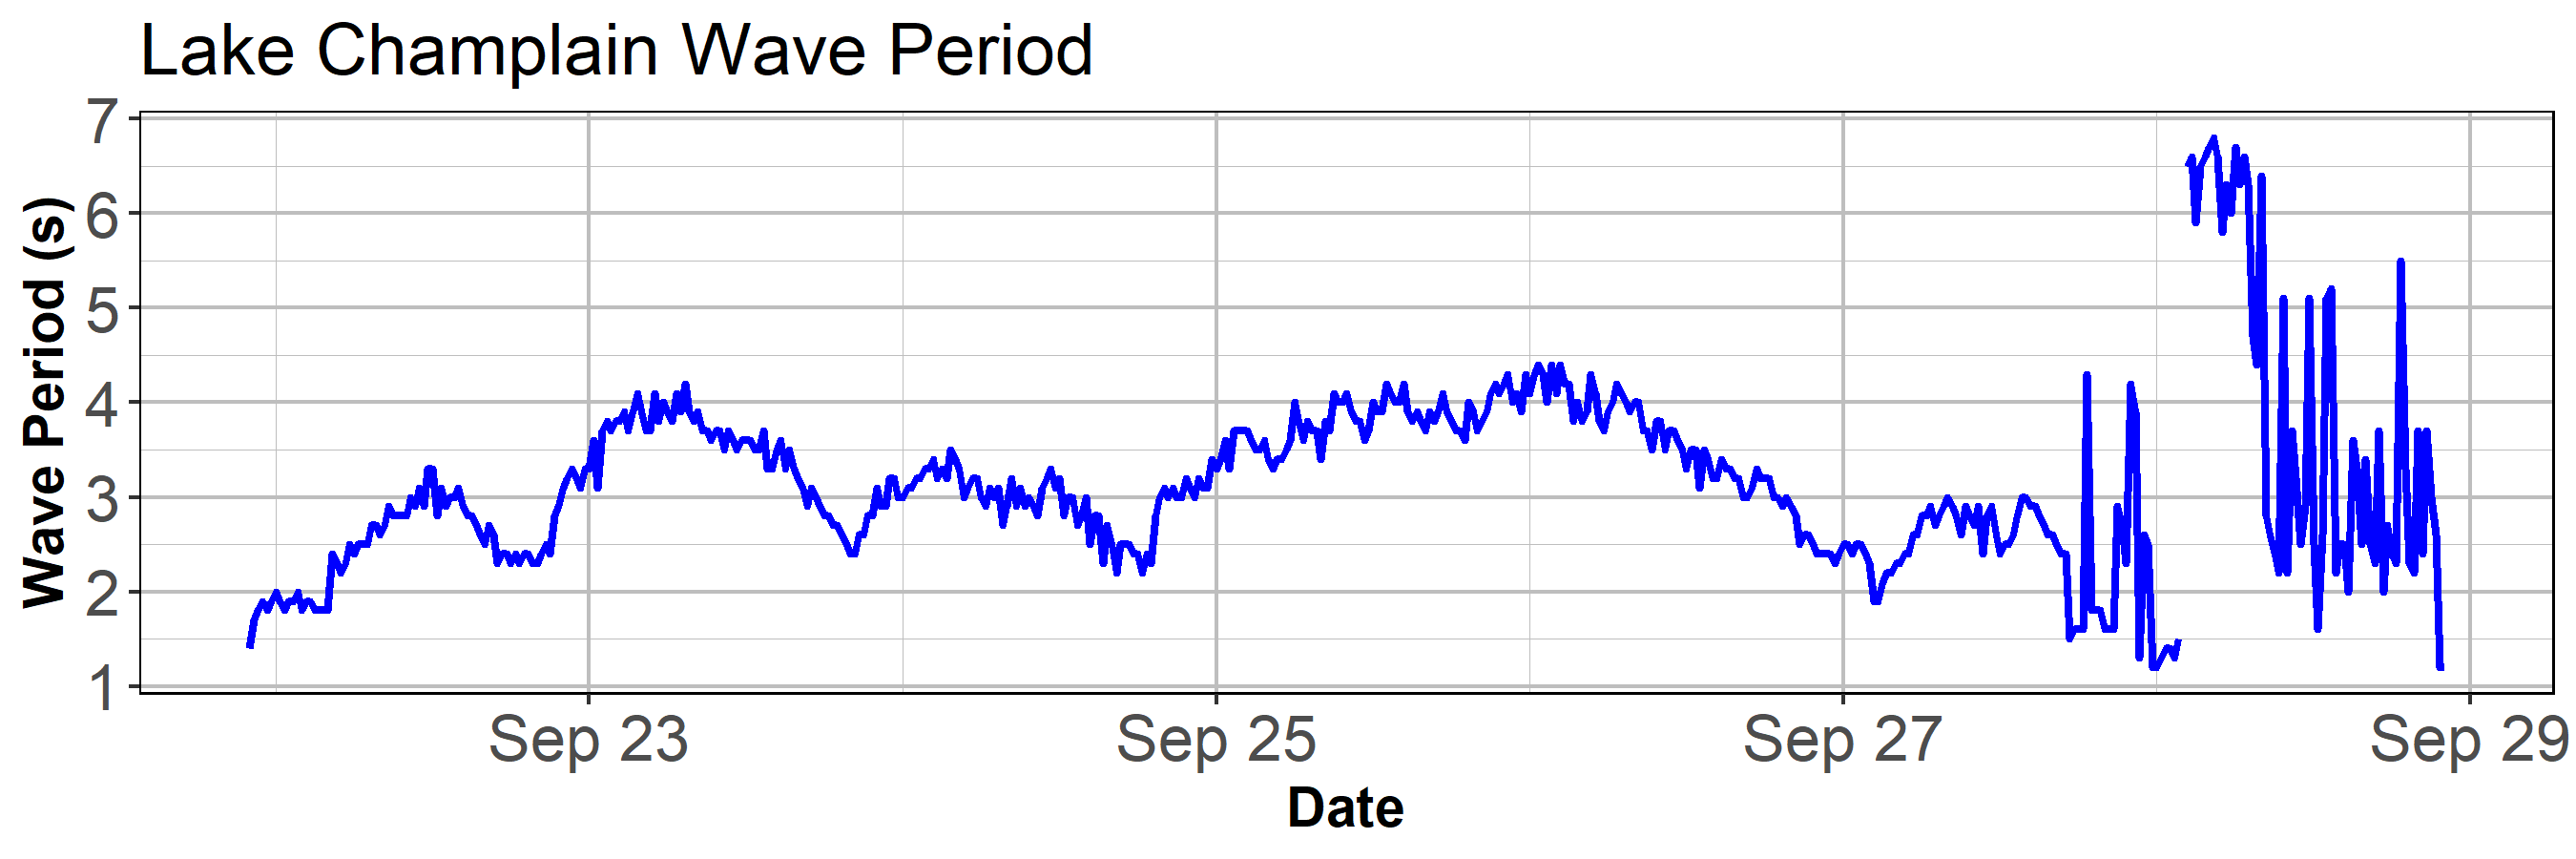 Lake Champlain Wave Period
Wave Period (s)
7
6
5
4
3
2
1
Sep 23
Sep 25
Sep 27
Sep 29
Date